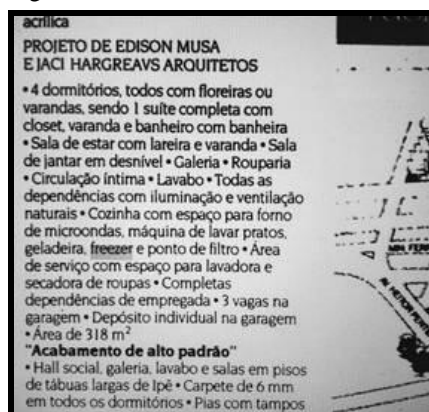 acrílica
PROJETO DE EDISON MUSA
E JACI HARGREAVS ARQUITETOS
• 4 dormitórios, todos com floreiras ou
varandas, sendo 1 suíte completa com
closet, varanda e banheiro com banheira
• Sala de estar com lareira e varanda • Sala
de jantar em desnível • Galeria • Rouparia
• Circulação íntima • Lavabo • Todas as
dependências com iluminação e ventilação
naturais • Cozinha com espaço para forno
de microondas, máquina de lavar pratos,
geladeira, freezer e ponto de filtro • Área
de serviço com espaço para lavadora e
secadora de roupas • Completas
dependências de empregada • 3 vagas na
garagem • Depósito individual na garagem
• Área de 318 m²
"Acabamento de alto padrão"
• Hall social, galeria, lavabo e salas em pisos
de tábuas largas de Ipê • Carpete de 6 mm
em todos os dormitórios • Pias com tampos